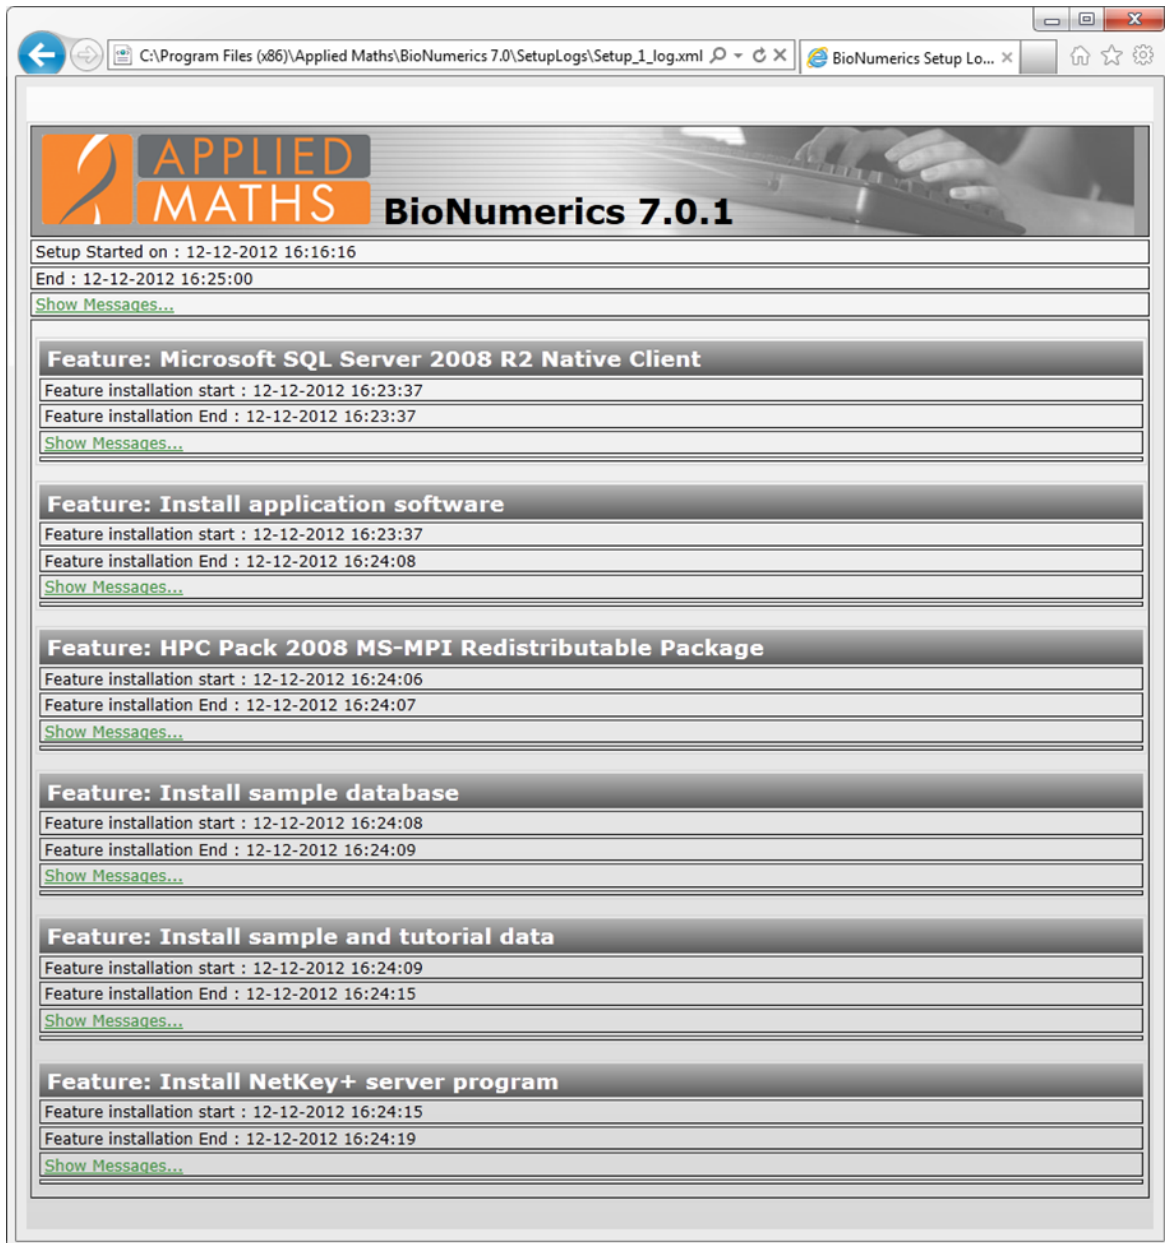 C:\Program Files (x86)\Applied Maths\BioNumerics 7.0\SetupLogs\Setup_1_log.xml
BioNumerics Setup Lo...
APPLIED
MATHS
BioNumerics 7.0.1
Setup Started on : 12-12-2012 16:16:16
End : 12-12-2012 16:25:00
Show Messages...
Feature: Microsoft SQL Server 2008 R2 Native Client
Feature installation start : 12-12-2012 16:23:37
Feature installation End : 12-12-2012 16:23:37
Show Messages...
Feature: Install application software
Feature installation start : 12-12-2012 16:23:37
Feature installation End : 12-12-2012 16:24:08
Show Messages...
Feature: HPC Pack 2008 MS-MPI Redistributable Package
Feature installation start : 12-12-2012 16:24:06
Feature installation End : 12-12-2012 16:24:07
Show Messages...
Feature: Install sample database
Feature installation start : 12-12-2012 16:24:08
Feature installation End : 12-12-2012 16:24:09
Show Messages...
Feature: Install sample and tutorial data
Feature installation start : 12-12-2012 16:24:09
Feature installation End : 12-12-2012 16:24:15
Show Messages...
Feature: Install NetKey+ server program
Feature installation start : 12-12-2012 16:24:15
Feature installation End : 12-12-2012 16:24:19
Show Messages...